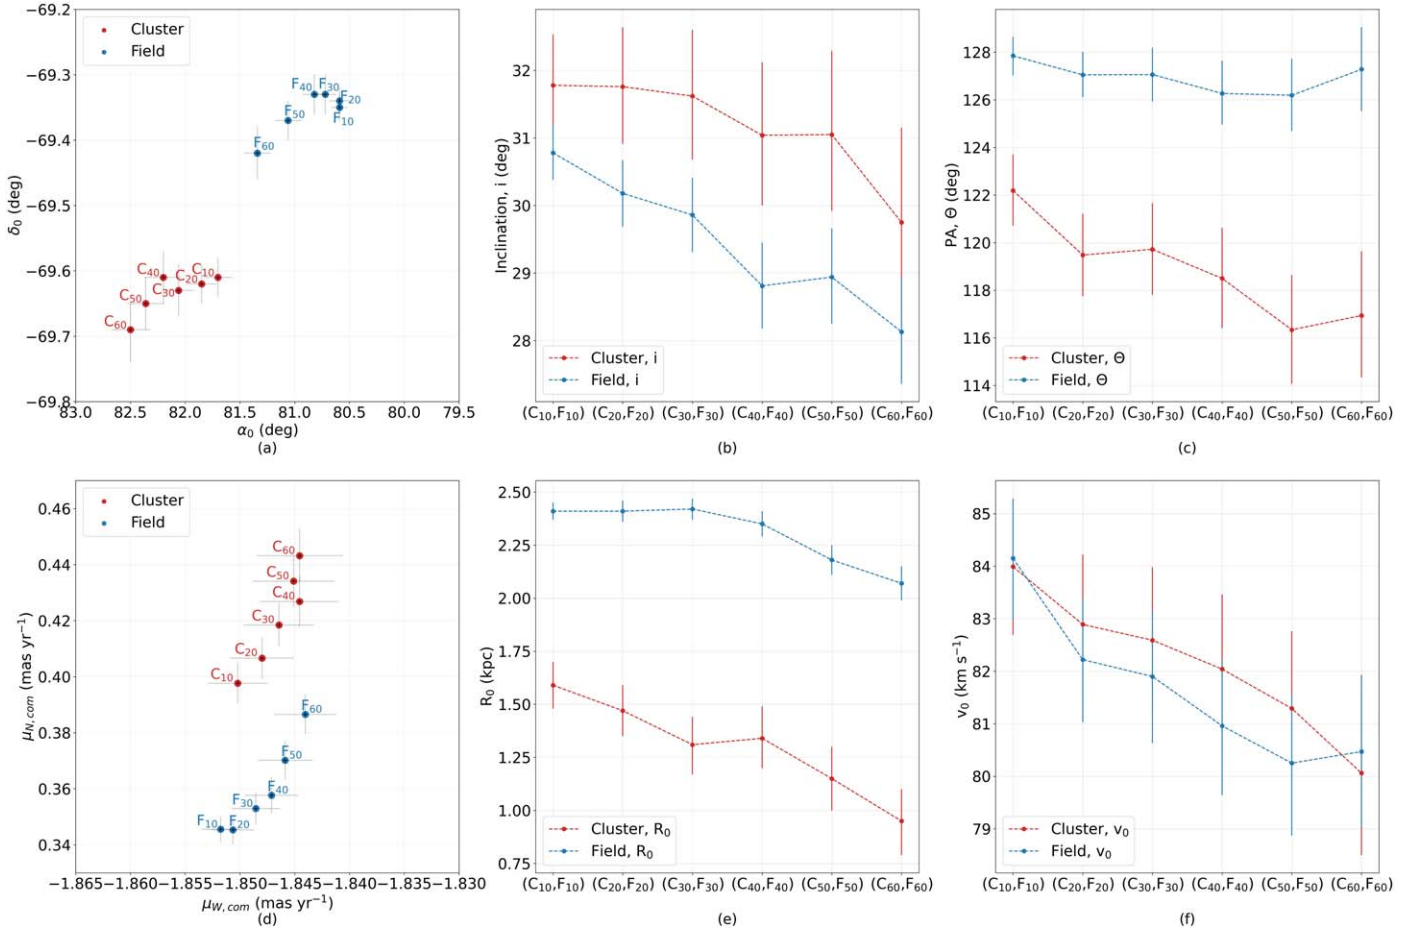 −69.2
−69.3
−69.4
−69.5
−69.6
−69.7
−69.8
δ₀ (deg)
Cluster
Field
F₄₀ F₃₀
F₂₀
F₁₀
F₅₀
F₆₀
C₄₀ C₁₀
C₂₀
C₃₀
C₅₀
C₆₀
83.0 82.5 82.0 81.5 81.0 80.5 80.0 79.5
α₀ (deg)
(a)
32
31
30
29
28
Inclination, i (deg)
Cluster, i
Field, i
(C₁₀,F₁₀) (C₂₀,F₂₀) (C₃₀,F₃₀) (C₄₀,F₄₀) (C₅₀,F₅₀) (C₆₀,F₆₀)
(b)
128
126
124
122
120
118
116
114
PA, Θ (deg)
Cluster, Θ
Field, Θ
(C₁₀,F₁₀) (C₂₀,F₂₀) (C₃₀,F₃₀) (C₄₀,F₄₀) (C₅₀,F₅₀) (C₆₀,F₆₀)
(c)
0.46
0.44
0.42
0.40
0.38
0.36
0.34
μ_N,com (mas yr⁻¹)
Cluster
Field
C₆₀
C₅₀
C₄₀
C₃₀
C₂₀
C₁₀
F₆₀
F₅₀
F₄₀
F₃₀
F₁₀ F₂₀
−1.865−1.860−1.855−1.850−1.845−1.840−1.835−1.830
μ_W,com (mas yr⁻¹)
(d)
2.50
2.25
2.00
1.75
1.50
1.25
1.00
0.75
R₀ (kpc)
Cluster, R₀
Field, R₀
(C₁₀,F₁₀) (C₂₀,F₂₀) (C₃₀,F₃₀) (C₄₀,F₄₀) (C₅₀,F₅₀) (C₆₀,F₆₀)
(e)
85
84
83
82
81
80
79
v₀ (km s⁻¹)
Cluster, v₀
Field, v₀
(C₁₀,F₁₀) (C₂₀,F₂₀) (C₃₀,F₃₀) (C₄₀,F₄₀) (C₅₀,F₅₀) (C₆₀,F₆₀)
(f)